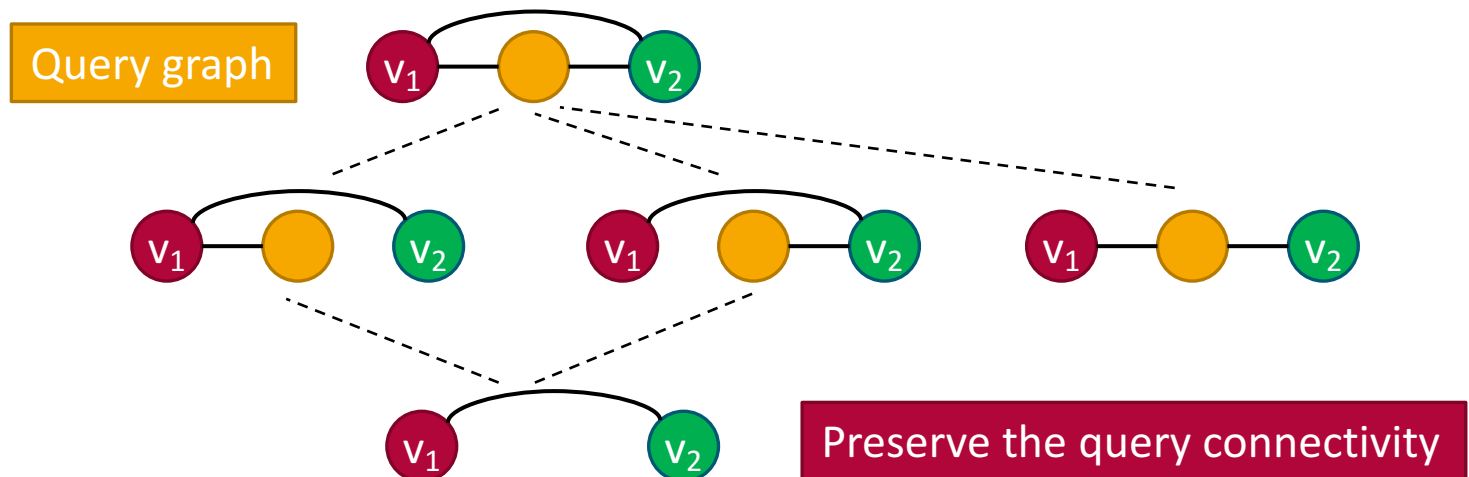 Query graph
v₁ v₂
v₁ v₂ v₁ v₂ v₁ v₂
v₁ v₂
Preserve the query connectivity